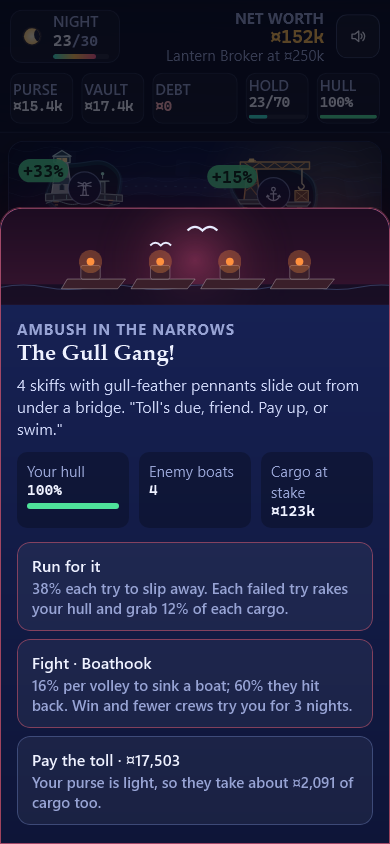 NIGHT
23/30
NET WORTH
¤152k
Lantern Broker at ¤250k
PURSE
¤15.4k
VAULT
¤17.4k
DEBT
¤0
HOLD
23/70
HULL
100%
+33%
+15%
AMBUSH IN THE NARROWS
The Gull Gang!
4 skiffs with gull-feather pennants slide out from
under a bridge. "Toll's due, friend. Pay up, or
swim."
Your hull
100%
Enemy boats
4
Cargo at
stake
¤123k
Run for it
38% each try to slip away. Each failed try rakes
your hull and grab 12% of each cargo.
Fight · Boathook
16% per volley to sink a boat; 60% they hit
back. Win and fewer crews try you for 3 nights.
Pay the toll · ¤17,503
Your purse is light, so they take about ¤2,091 of
cargo too.